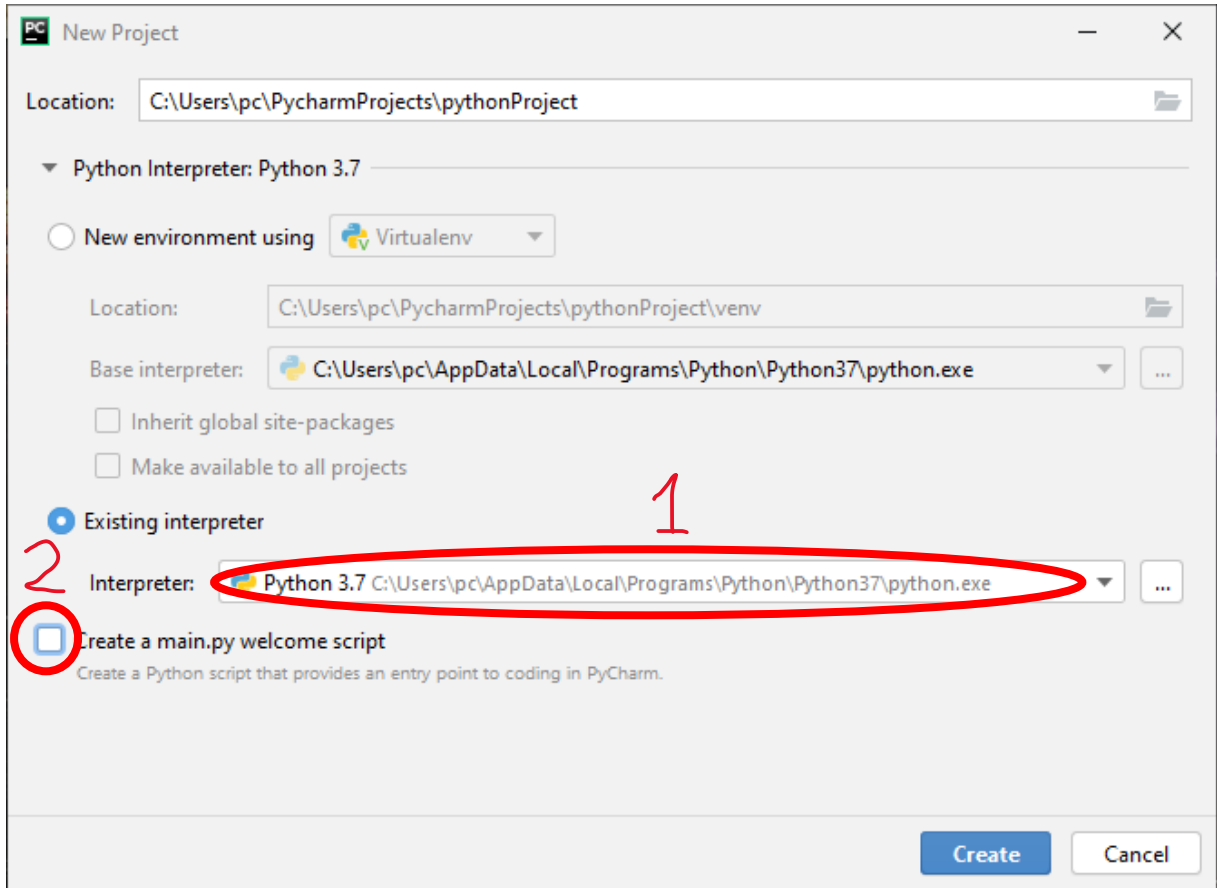 PC New Project
Location: C:\Users\pc\PycharmProjects\pythonProject
Python Interpreter: Python 3.7
New environment using Virtualenv
Location: C:\Users\pc\PycharmProjects\pythonProject\venv
Base interpreter: C:\Users\pc\AppData\Local\Programs\Python\Python37\python.exe ...
Inherit global site-packages
Make available to all projects
1
Existing interpreter
2
Interpreter: Python 3.7 C:\Users\pc\AppData\Local\Programs\Python\Python37\python.exe ...
Create a main.py welcome script
Create a Python script that provides an entry point to coding in PyCharm.
Create Cancel